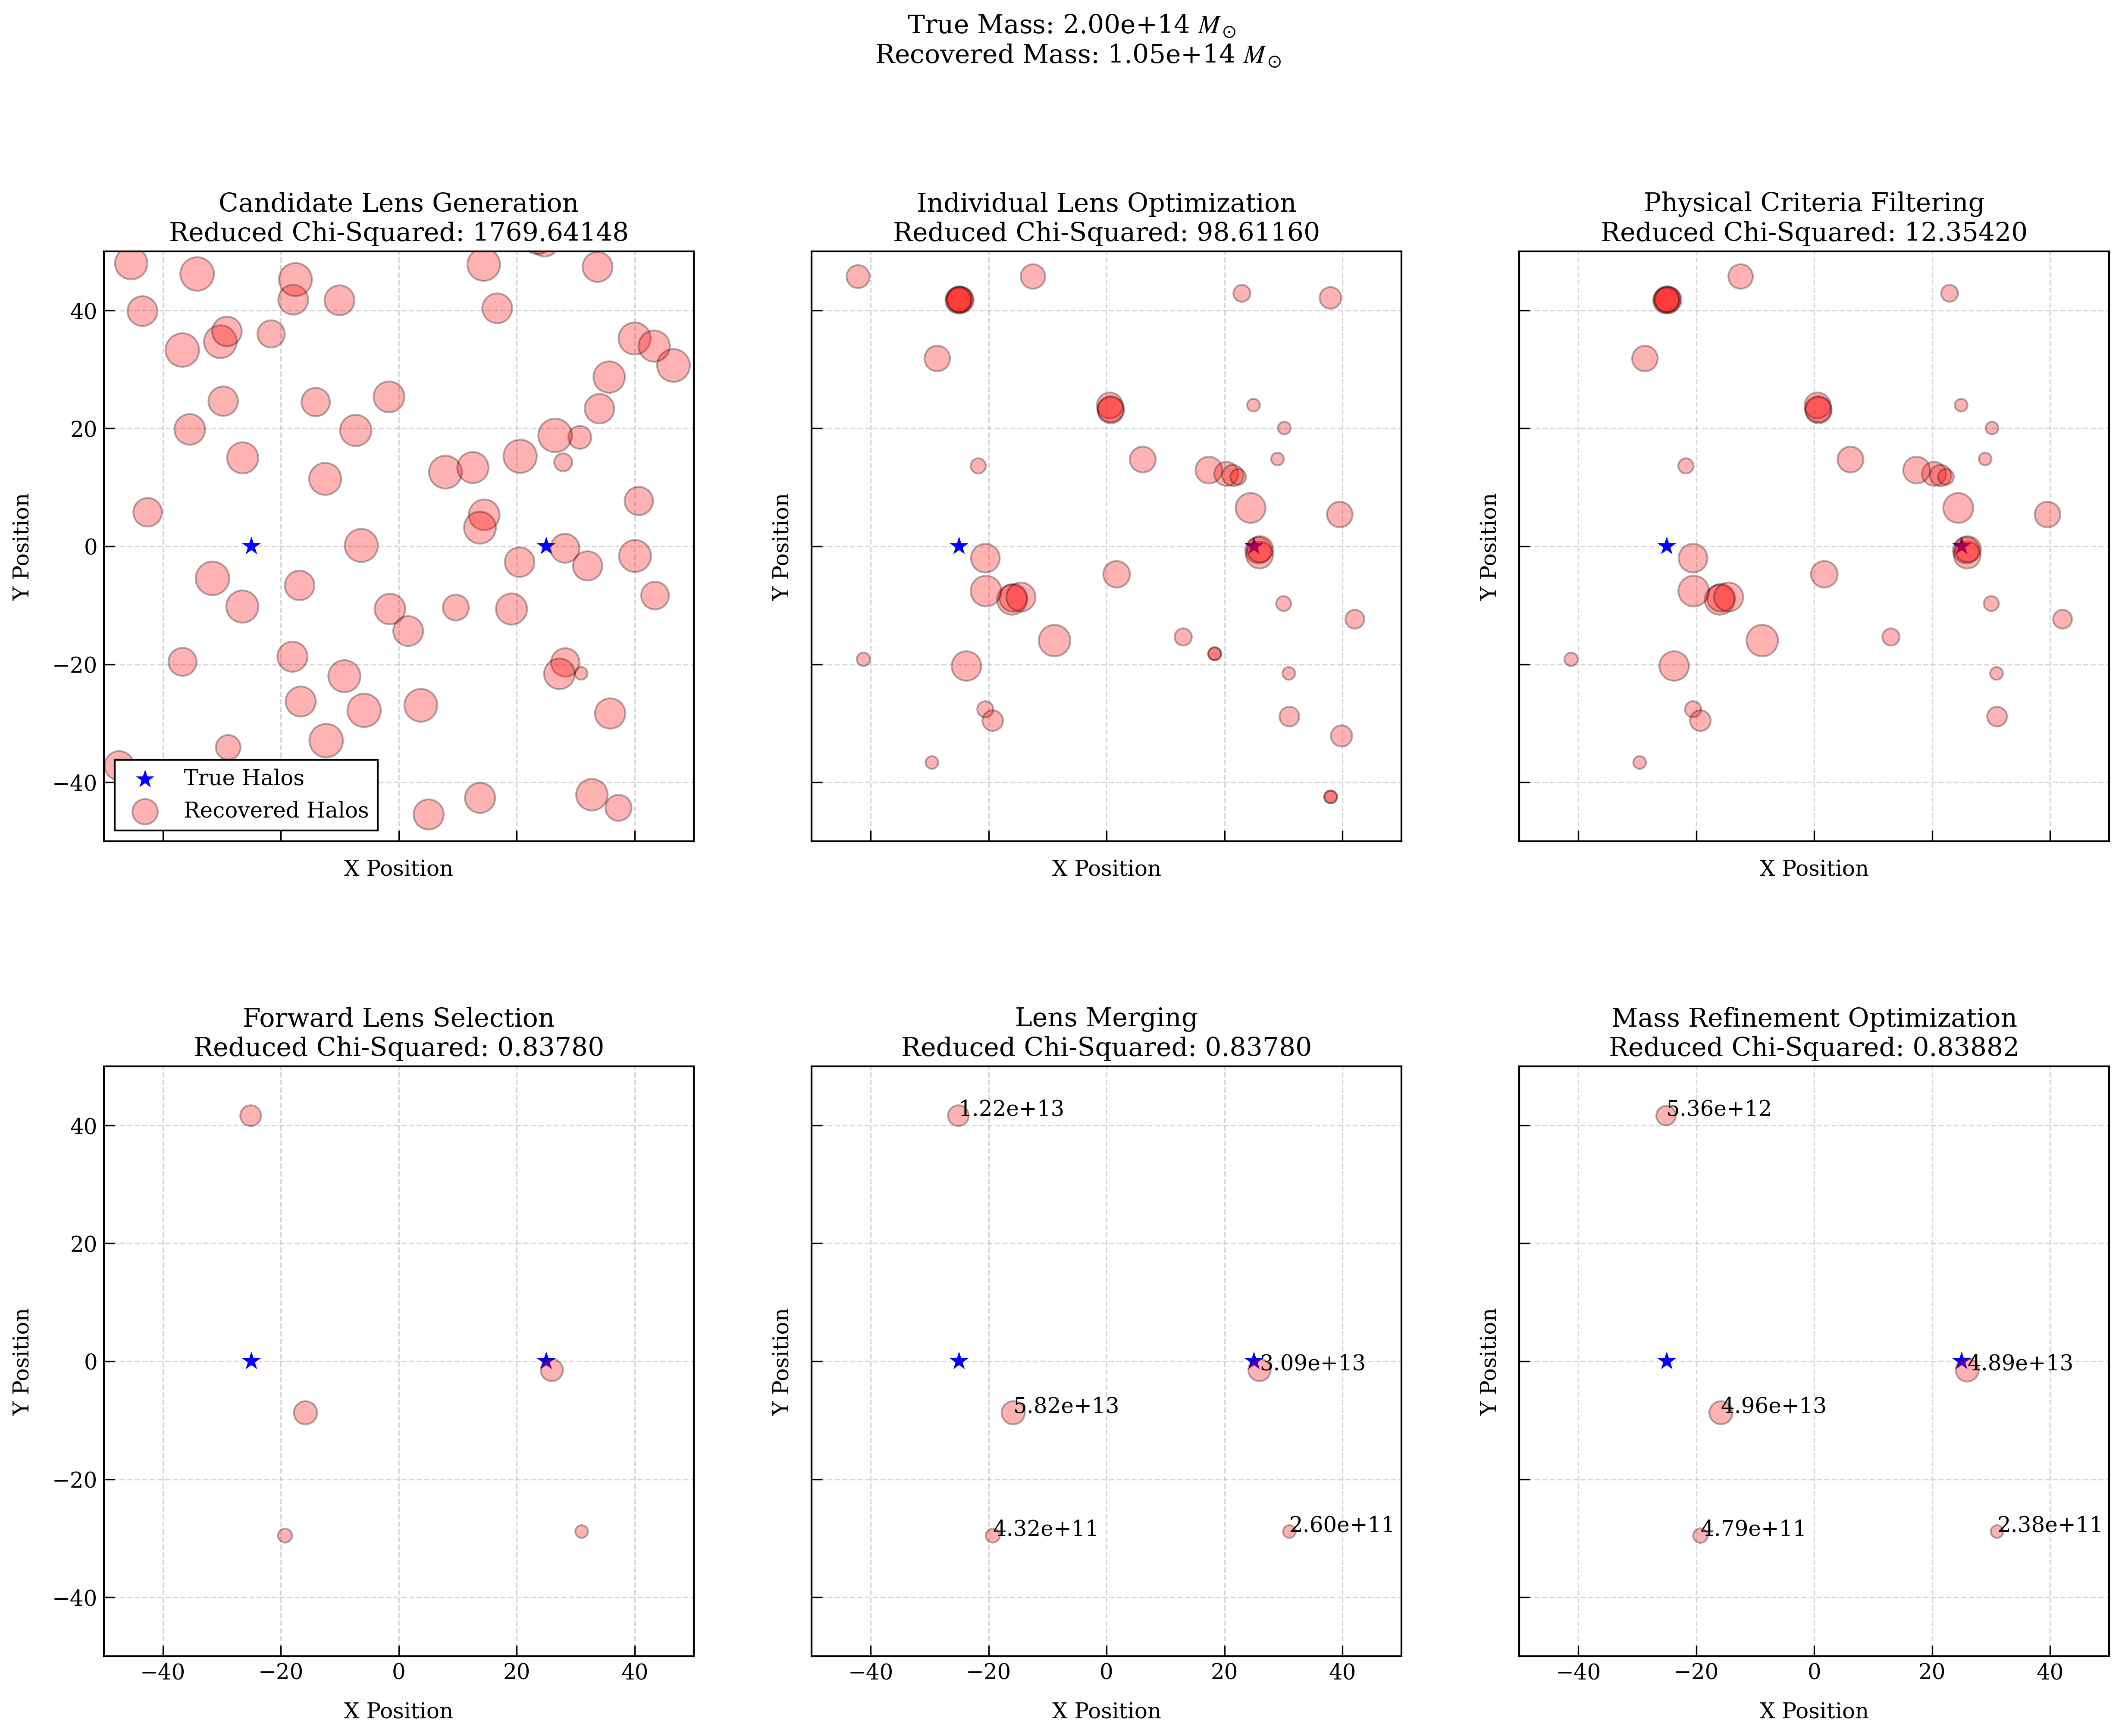 True Mass: 2.00e+14 M☉
Recovered Mass: 1.05e+14 M☉
Candidate Lens Generation
Reduced Chi-Squared: 1769.64148
Y Position
40
20
0
−20
−40
True Halos
Recovered Halos
X Position
Individual Lens Optimization
Reduced Chi-Squared: 98.61160
Y Position
X Position
Physical Criteria Filtering
Reduced Chi-Squared: 12.35420
Y Position
X Position
Forward Lens Selection
Reduced Chi-Squared: 0.83780
Y Position
40
20
0
−20
−40
−40 −20 0 20 40
X Position
Lens Merging
Reduced Chi-Squared: 0.83780
Y Position
1.22e+13
3.09e+13
5.82e+13
4.32e+11
2.60e+11
−40 −20 0 20 40
X Position
Mass Refinement Optimization
Reduced Chi-Squared: 0.83882
Y Position
5.36e+12
4.89e+13
4.96e+13
4.79e+11
2.38e+11
−40 −20 0 20 40
X Position